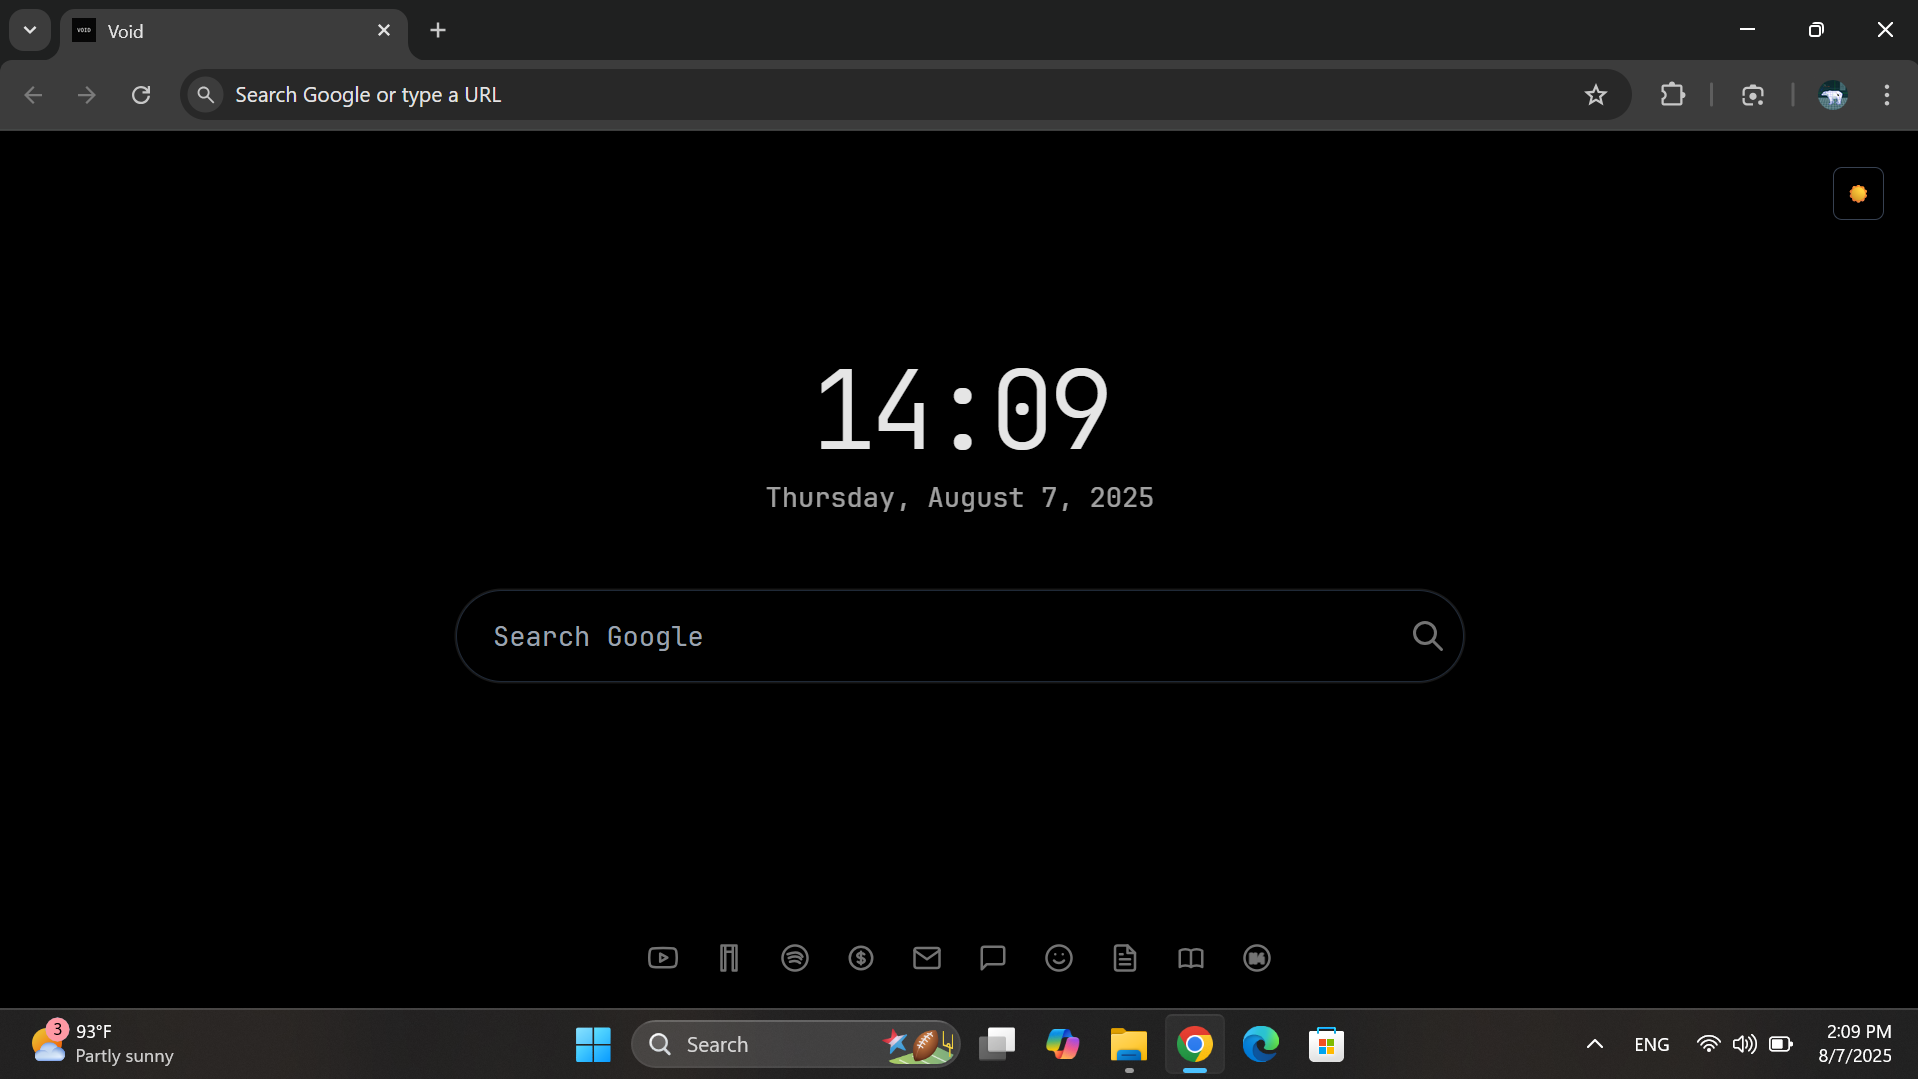 VOID
Void
Search Google or type a URL
14:09
Thursday, August 7, 2025
Search Google
3
93°F
Partly sunny
Search
ENG
2:09 PM
8/7/2025